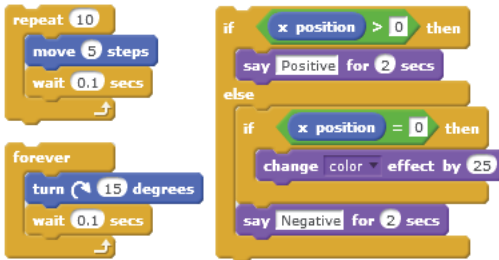 repeat 10
move 5 steps
wait 0.1 secs
forever
turn 15 degrees
wait 0.1 secs
if x position > 0 then
say Positive for 2 secs
else
if x position = 0 then
change color effect by 25
say Negative for 2 secs